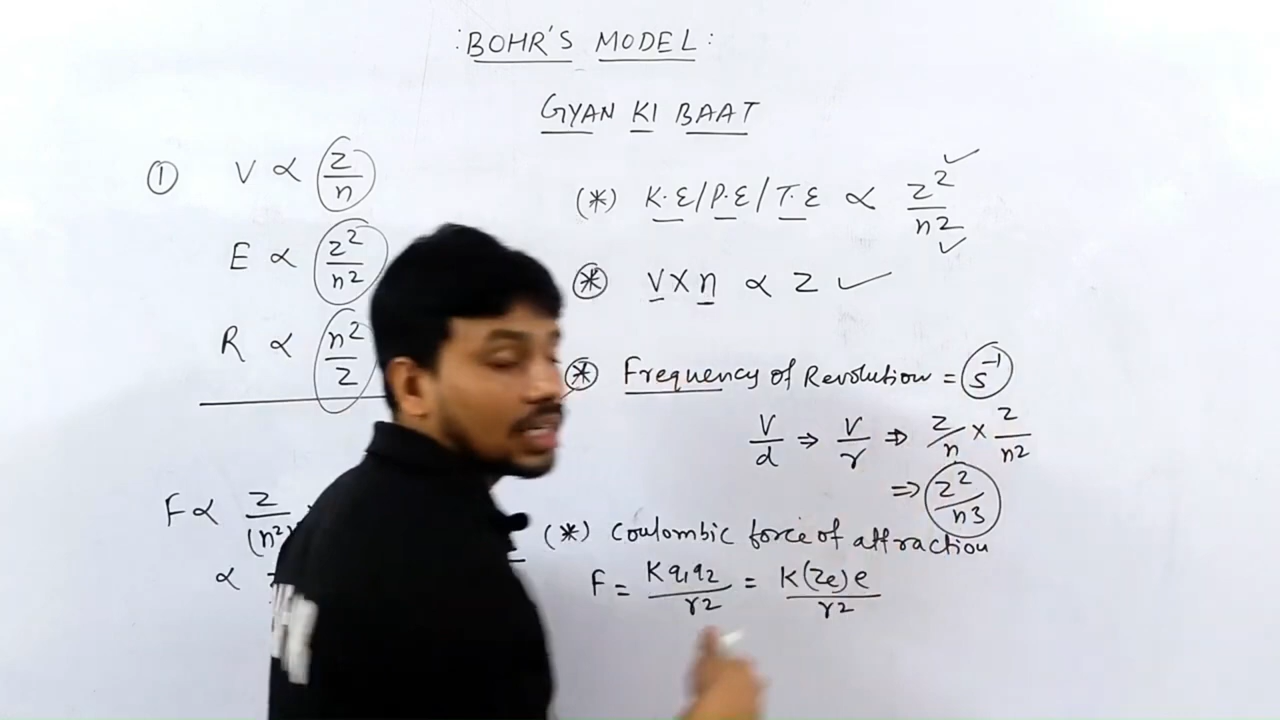 :BOHR'S MODEL:
GYAN KI BAAT
① V ∝ Z/n
E ∝ Z²/n²
R ∝ n²/Z
F ∝ Z/(n²)
∝
(*) K.E/P.E/T.E ∝ Z²/n² ✓ ✓
(*) V×n ∝ Z ✓
(*) Frequency of Revolution = s⁻¹
V/d ⇒ V/r ⇒ Z/n × Z/n²
⇒ Z²/n3
(*) Coulombic force of attraction
F = Kq₁q₂/r2 = K(Ze)e/r2